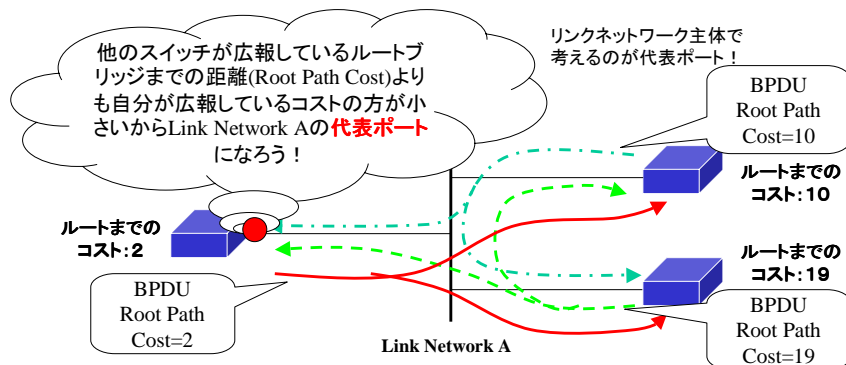 他のスイッチが広報しているルートブ
リッジまでの距離(Root Path Cost)より
も自分が広報しているコストの方が小
さいからLink Network Aの代表ポート
になろう！
リンクネットワーク主体で
考えるのが代表ポート！
BPDU
Root Path
Cost=10
ルートまでの
コスト：10
ルートまでの
コスト：2
ルートまでの
コスト：19
BPDU
Root Path
Cost=2
BPDU
Root Path
Cost=19
Link Network A